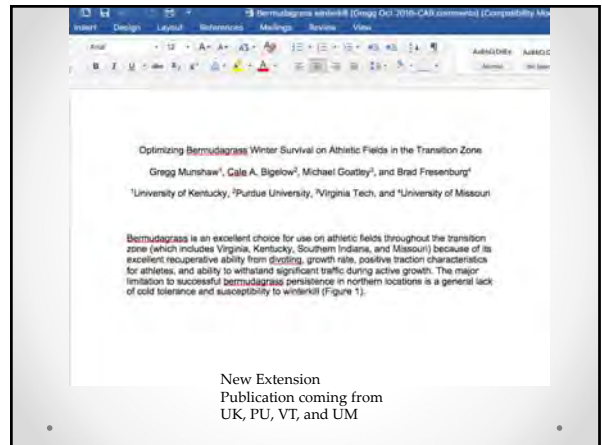 Bermudagrass winterkill (Gregg Oct 2016-CAB comments) [Compatibility Mo
Insert Design Layout References Mailings Review View
Arial 12
Optimizing Bermudagrass Winter Survival on Athletic Fields in the Transition Zone
Gregg Munshaw¹, Cale A. Bigelow², Michael Goatley³, and Brad Fresenburg⁴
¹University of Kentucky, ²Purdue University, ³Virginia Tech, and ⁴University of Missouri
Bermudagrass is an excellent choice for use on athletic fields throughout the transition
zone (which includes Virginia, Kentucky, Southern Indiana, and Missouri) because of its
excellent recuperative ability from divoting, growth rate, positive traction characteristics
for athletes, and ability to withstand significant traffic during active growth. The major
limitation to successful bermudagrass persistence in northern locations is a general lack
of cold tolerance and susceptibility to winterkill (Figure 1).
New Extension
Publication coming from
UK, PU, VT, and UM